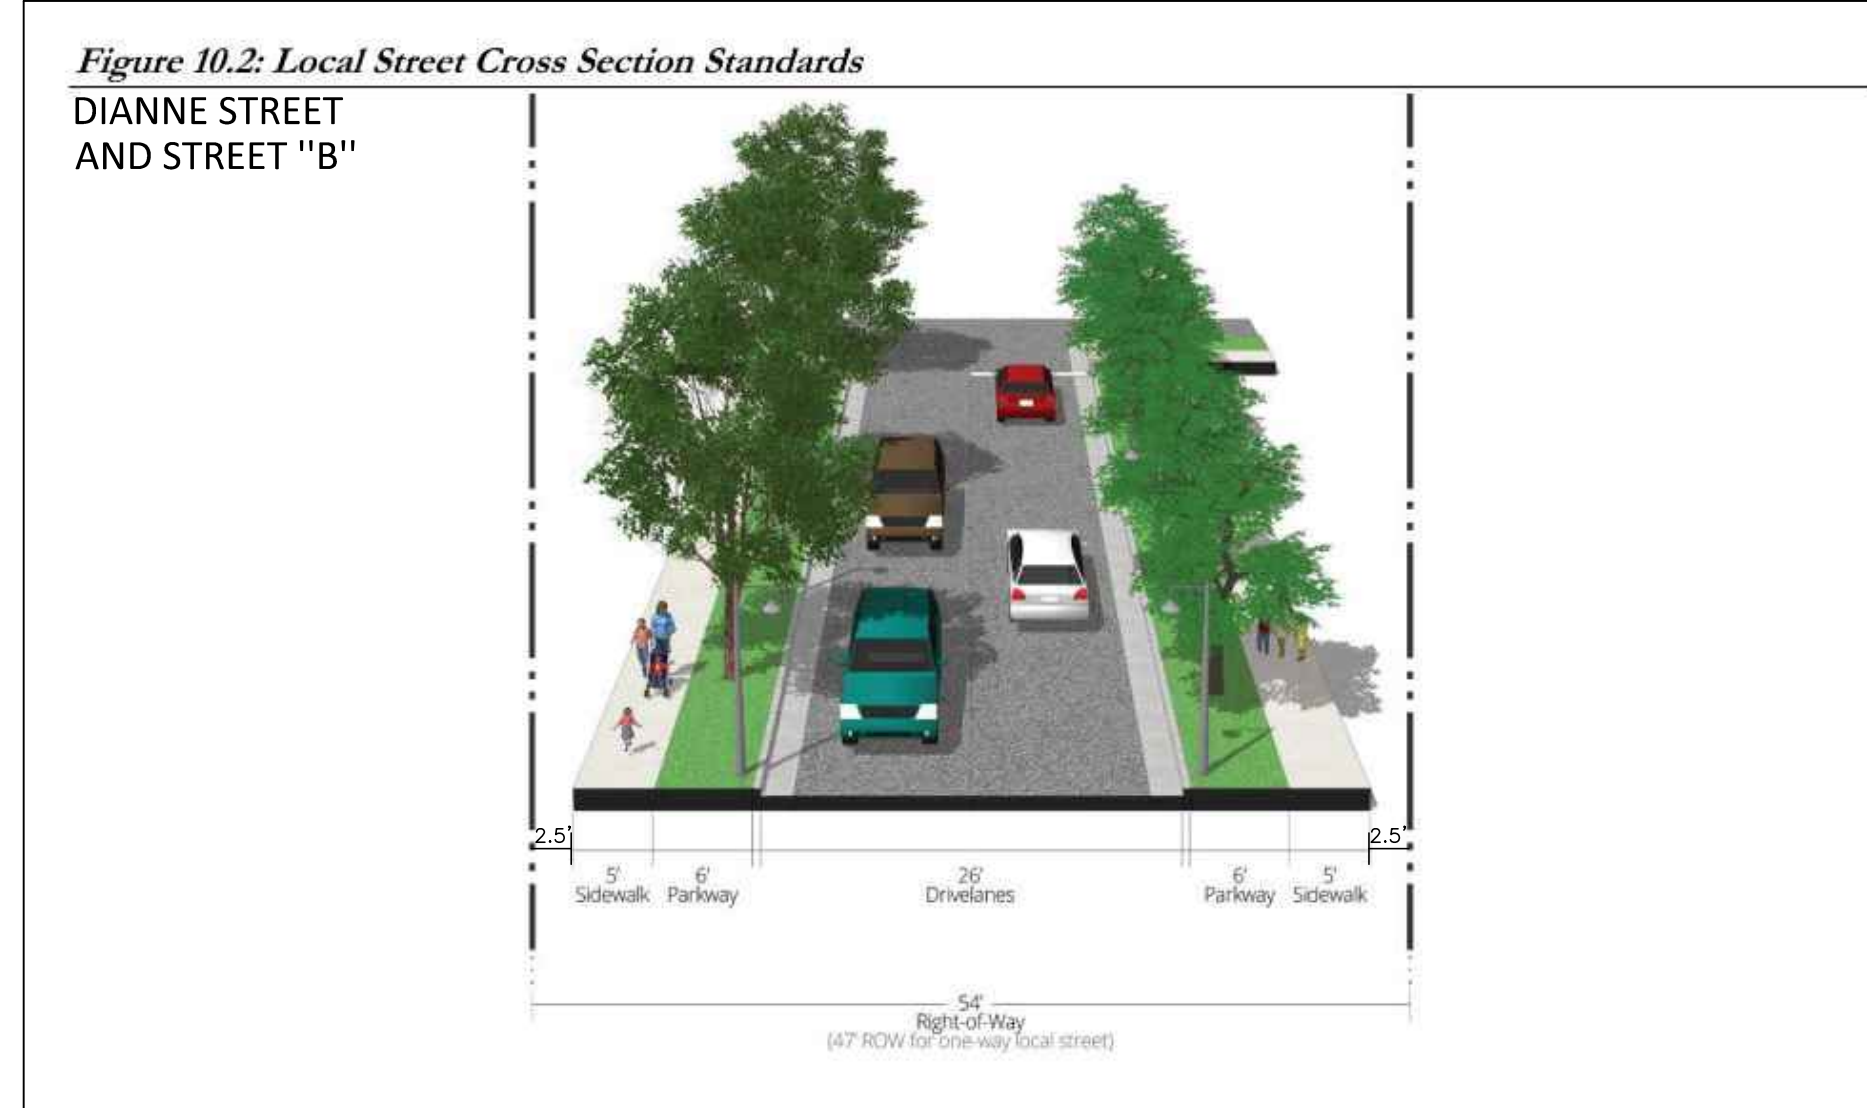 Figure 10.2: Local Street Cross Section Standards
DIANNE STREET
AND STREET "B"
2.5' 2.5'
5' 6' 26' 6' 5'
Sidewalk Parkway Drivelanes Parkway Sidewalk
54'
Right-of-Way
(47' ROW for one-way local street)